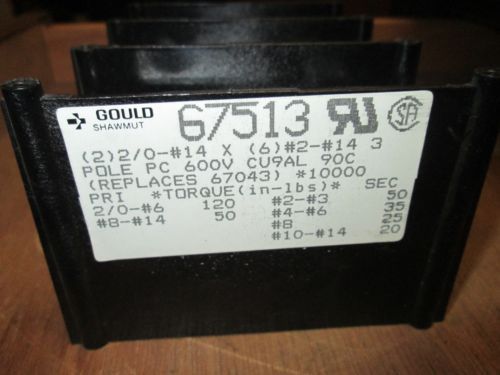 GOULD 67513
SHAWMUT
(2)2/0-#14 X (6)#2-#14 3
POLE PC 600V CU9AL 90C
(REPLACES 67043) *10000
PRI *TORQUE(in-lbs)* SEC
2/0-#6 120 #2-#3 50
#8-#14 50 #4-#6 35
#8 25
#10-#14 20